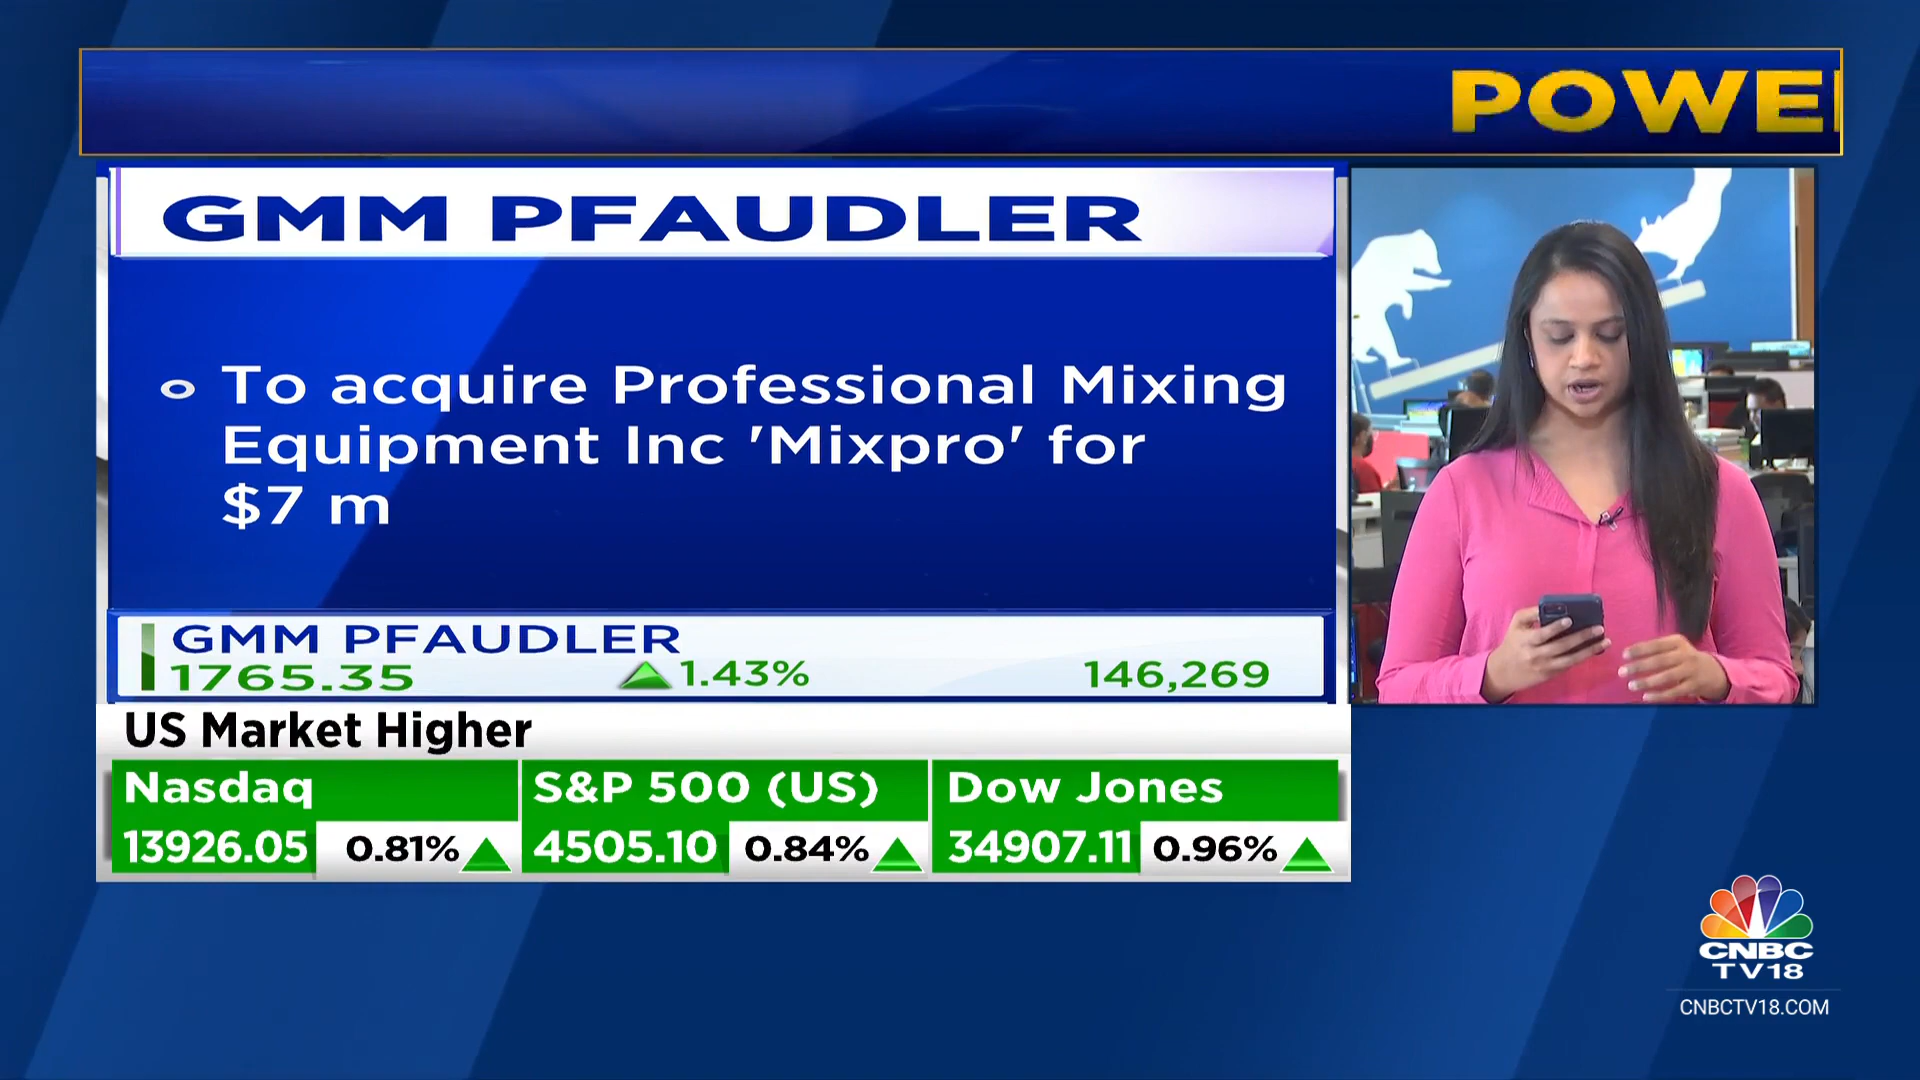 POWE
GMM PFAUDLER
To acquire Professional Mixing
Equipment Inc 'Mixpro' for
$7 m
GMM PFAUDLER
1765.35 1.43% 146,269
US Market Higher
Nasdaq
13926.05 0.81%
S&P 500 (US)
4505.10 0.84%
Dow Jones
34907.11 0.96%
CNBC
TV18
CNBCTV18.COM